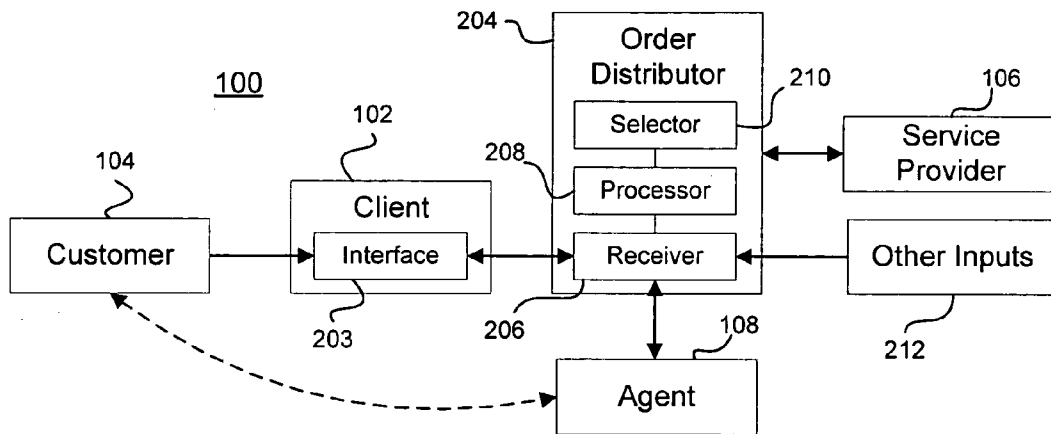 204
Order
Distributor
210
100
106
102
Selector
Service
Provider
104
208
Processor
Client
Customer
Interface
Receiver
Other Inputs
203
206
108
212
Agent